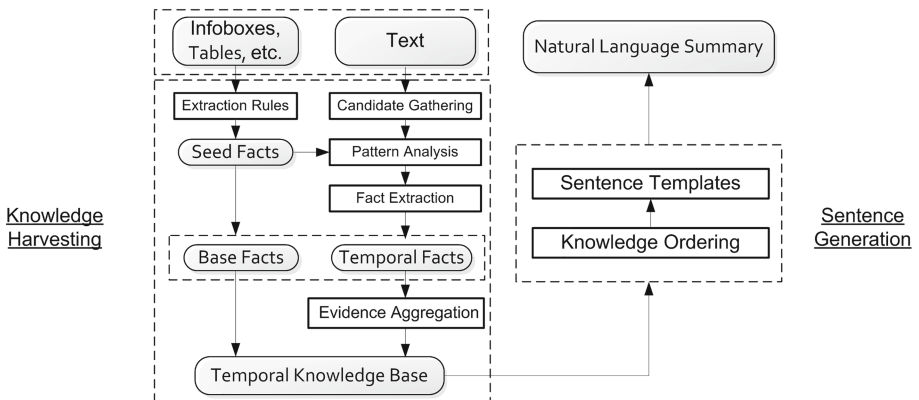 Infoboxes,
Tables, etc.
Text
Natural Language Summary
Extraction Rules
Candidate Gathering
Seed Facts
Pattern Analysis
Fact Extraction
Sentence Templates
Knowledge
Harvesting
Sentence
Generation
Knowledge Ordering
Base Facts
Temporal Facts
Evidence Aggregation
Temporal Knowledge Base